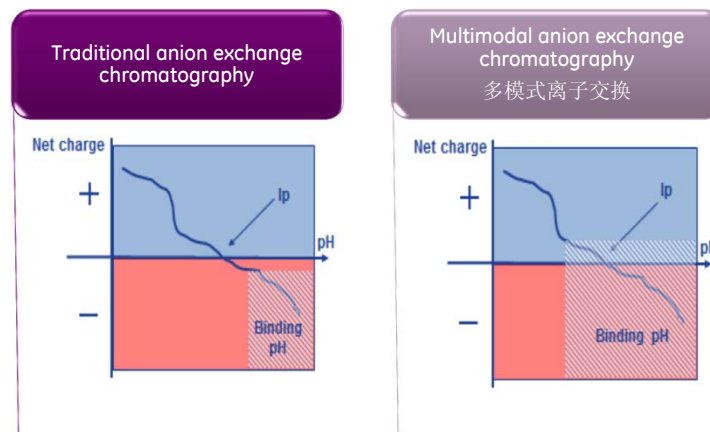 Traditional anion exchange
chromatography
Net charge
+
Ip
pH
−
Binding
pH
Multimodal anion exchange
chromatography
多模式离子交换
Net charge
+
Ip
−
Binding pH